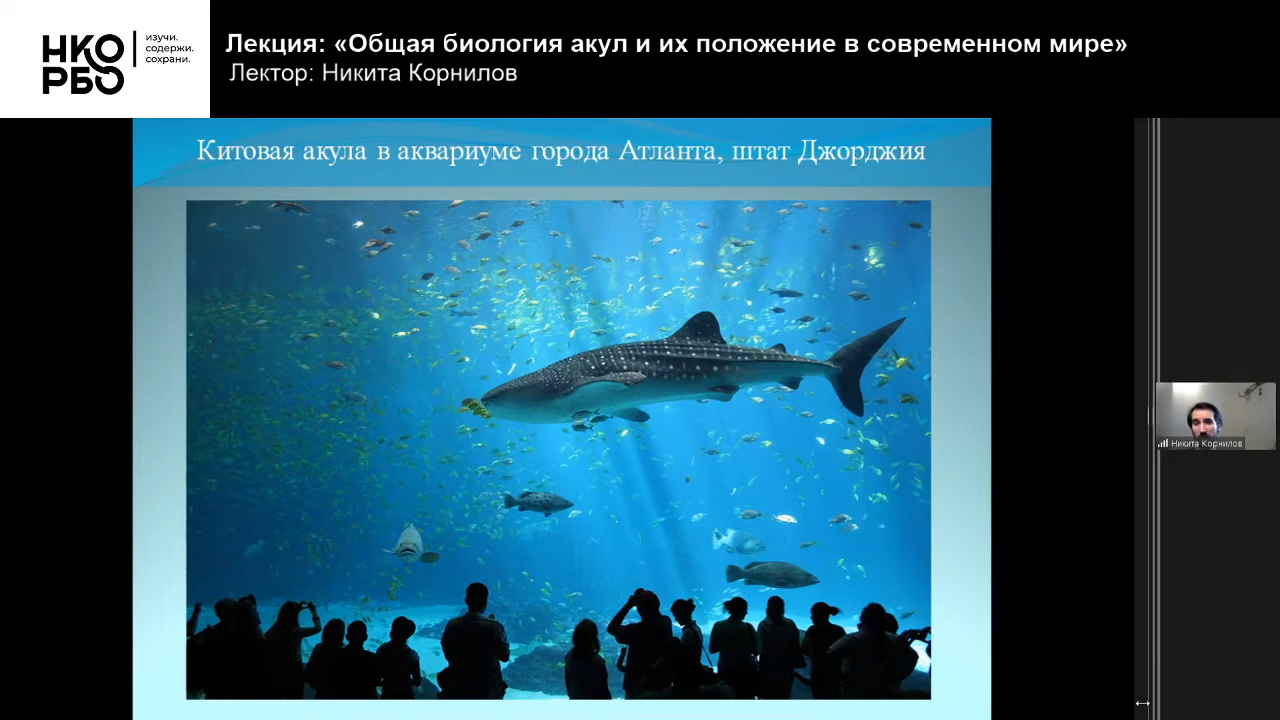 НКО
РБО
изучи.
содержи.
сохрани.
Лекция: «Общая биология акул и их положение в современном мире»
Лектор: Никита Корнилов
Китовая акула в аквариуме города Атланта, штат Джорджия
Никита Корнилов